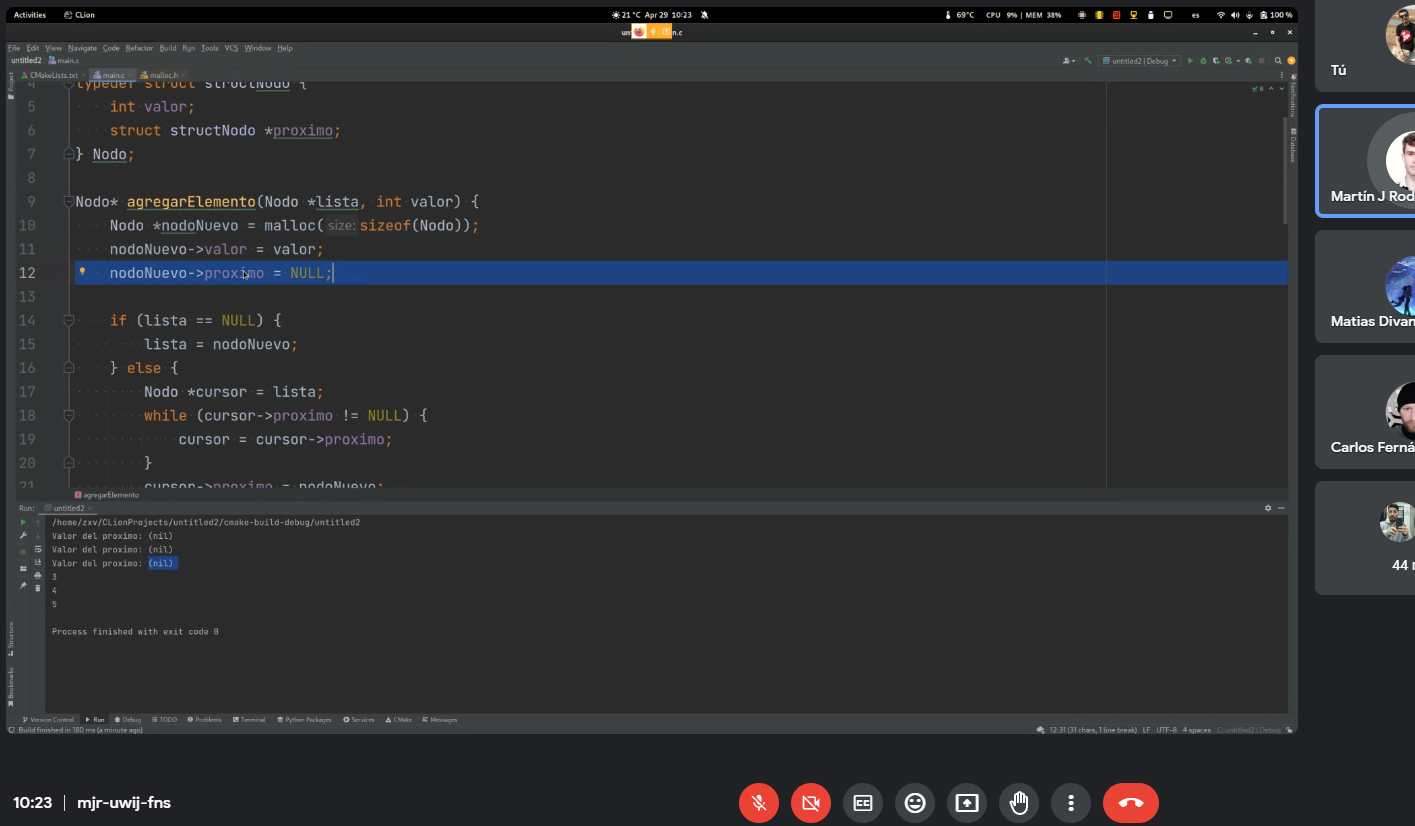 Activities CLion 21 °C Apr 29 10:23 69°C CPU 9% | MEM 38% es 100 %
File Edit View Navigate Code Refactor Build Run Tools VCS Window Help
untitled2 main.c untitled2 | Debug
CMakeLists.txt main.c malloc.h
Project
Notifications
Database
4 typedef struct structNodo {
5 int valor;
6 struct structNodo *proximo;
7 } Nodo;
8
9 Nodo* agregarElemento(Nodo *lista, int valor) {
10 Nodo *nodoNuevo = malloc( size: sizeof(Nodo));
11 nodoNuevo->valor = valor;
12 nodoNuevo->proximo = NULL;
13
14 if (lista == NULL) {
15 lista = nodoNuevo;
16 } else {
17 Nodo *cursor = lista;
18 while (cursor->proximo != NULL) {
19 cursor = cursor->proximo;
20 }
21 cursor->proximo = nodoNuevo;
agregarElemento
Run: untitled2
/home/zxv/CLionProjects/untitled2/cmake-build-debug/untitled2
Valor del proximo: (nil)
Valor del proximo: (nil)
Valor del proximo: (nil)
3
4
5
Process finished with exit code 0
Structure
Bookmarks
Version Control Run Debug TODO Problems Terminal Python Packages Services CMake Messages
Build finished in 180 ms (a minute ago) 12:31 (31 chars, 1 line break) LF UTF-8 4 spaces C: untitled2 | Debug
Tú
Martín J Rod
Matias Divan
Carlos Ferná
44
10:23 | mjr-uwij-fns